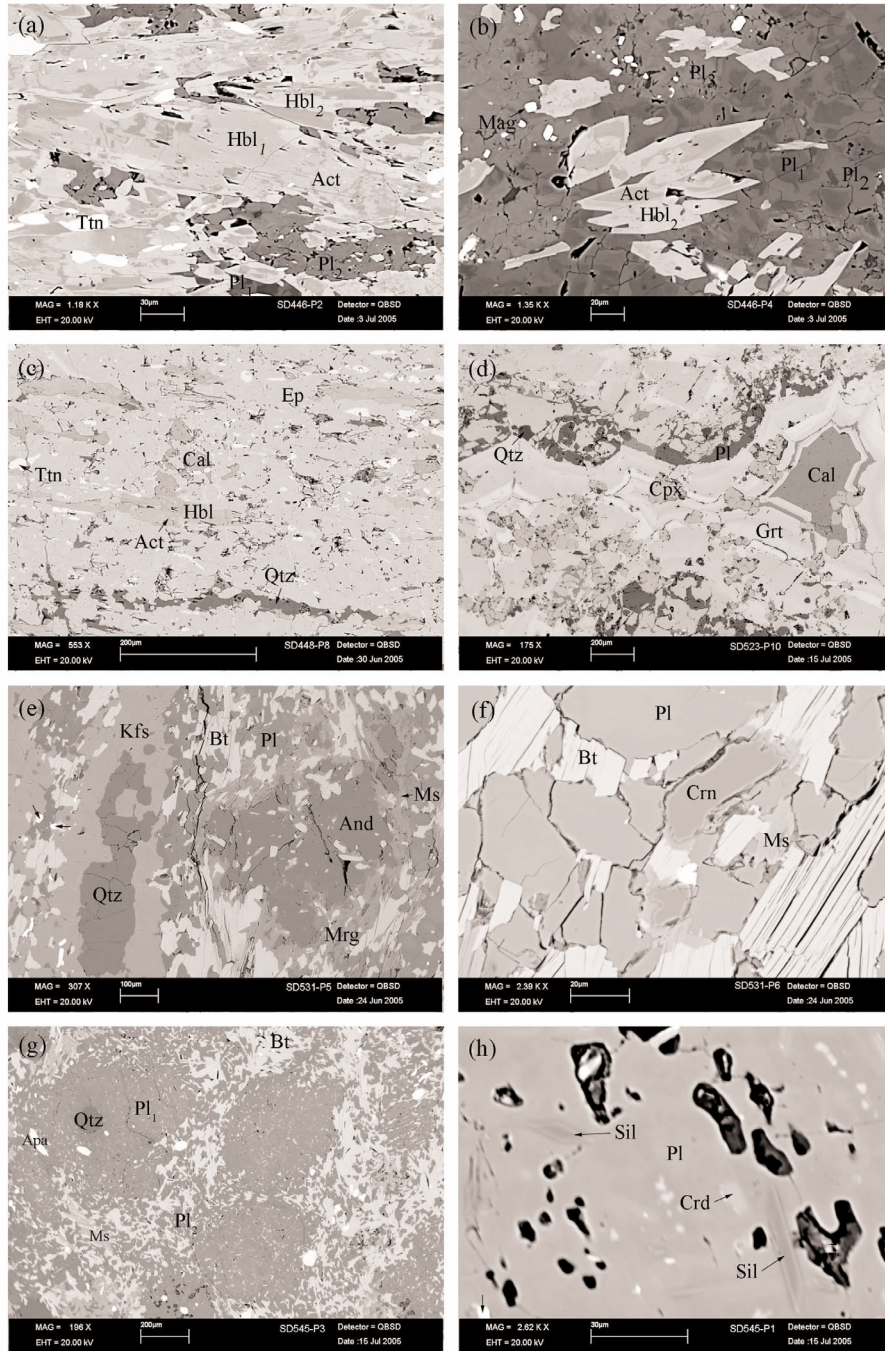 (a)
Hbl2
Hbl1
Act
Ttn
Pl2
Pl1
MAG = 1.18 K X
30µm
SD446-P2
Detector = QBSD
EHT = 20.00 kV
Date :3 Jul 2005
(b)
Pl3
Mag
Pl1
Pl2
Act
Hbl2
MAG = 1.35 K X
20µm
SD446-P4
Detector = QBSD
EHT = 20.00 kV
Date :3 Jul 2005
(c)
Ep
Cal
Ttn
Hbl
Act
Qtz
MAG = 553 X
200µm
SD448-P8
Detector = QBSD
EHT = 20.00 kV
Date :30 Jun 2005
(d)
Qtz
Pl
Cal
Cpx
Grt
MAG = 175 X
200µm
SD523-P10
Detector = QBSD
EHT = 20.00 kV
Date :15 Jul 2005
(e)
Kfs
Bt
Pl
Ms
And
Qtz
Mrg
MAG = 307 X
100µm
SD531-P5
Detector = QBSD
EHT = 20.00 kV
Date :24 Jun 2005
(f)
Pl
Bt
Crn
Ms
MAG = 2.39 K X
20µm
SD531-P6
Detector = QBSD
EHT = 20.00 kV
Date :24 Jun 2005
(g)
Bt
Qtz
Pl1
Apa
Pl2
Ms
MAG = 196 X
200µm
SD545-P3
Detector = QBSD
EHT = 20.00 kV
Date :15 Jul 2005
(h)
Sil
Pl
Crd
Sil
MAG = 2.62 K X
30µm
SD545-P1
Detector = QBSD
EHT = 20.00 kV
Date :15 Jul 2005